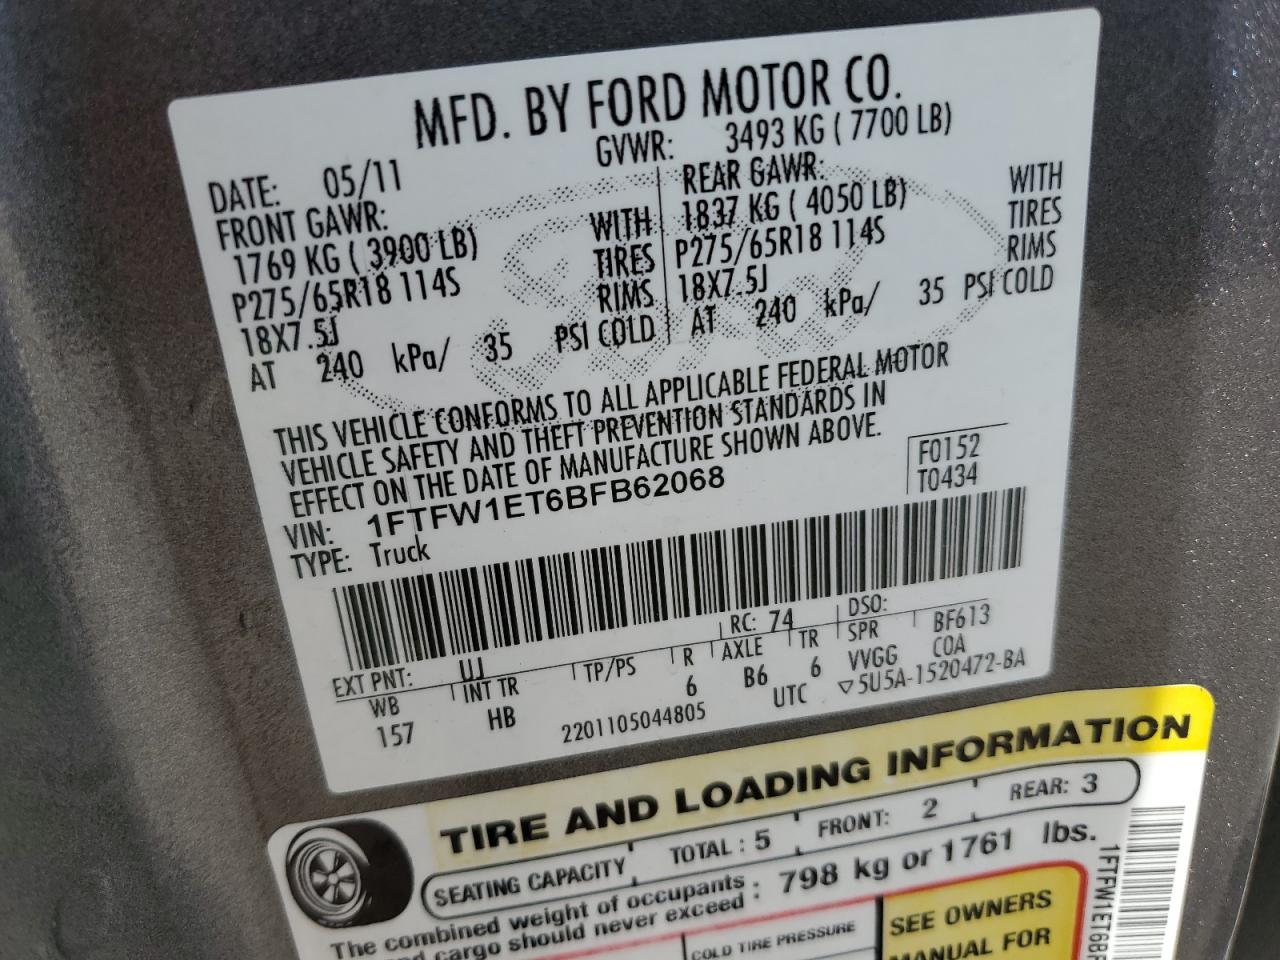 MFD. BY FORD MOTOR CO.
DATE: 05/11 GVWR: 3493 KG ( 7700 LB)
FRONT GAWR: REAR GAWR:
1769 KG ( 3900 LB) WITH 1837 KG ( 4050 LB) WITH
P275/65R18 114S TIRES P275/65R18 114S TIRES
18X7.5J RIMS 18X7.5J RIMS
AT 240 kPa/ 35 PSI COLD AT 240 kPa/ 35 PSI COLD
THIS VEHICLE CONFORMS TO ALL APPLICABLE FEDERAL MOTOR
VEHICLE SAFETY AND THEFT PREVENTION STANDARDS IN
EFFECT ON THE DATE OF MANUFACTURE SHOWN ABOVE.
F0152
T0434
VIN: 1FTFW1ET6BFB62068
TYPE: Truck
EXT PNT: UJ RC: 74 DSO:
WB INT TR TP/PS R AXLE TR SPR BF613
157 HB 6 B6 6 VVGG COA
2201105044805 UTC ▽5U5A-1520472-BA
TIRE AND LOADING INFORMATION
SEATING CAPACITY TOTAL : 5 FRONT: 2 REAR: 3
The combined weight of occupants : 798 kg or 1761 lbs.
cargo should never exceed :
COLD TIRE PRESSURE
SEE OWNERS
MANUAL FOR
1FTFW1ET6BF